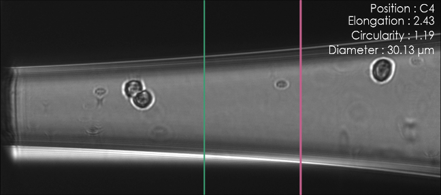 Position : C4
Elongation : 2.43
Circularity : 1.19
Diameter : 30.13 µm